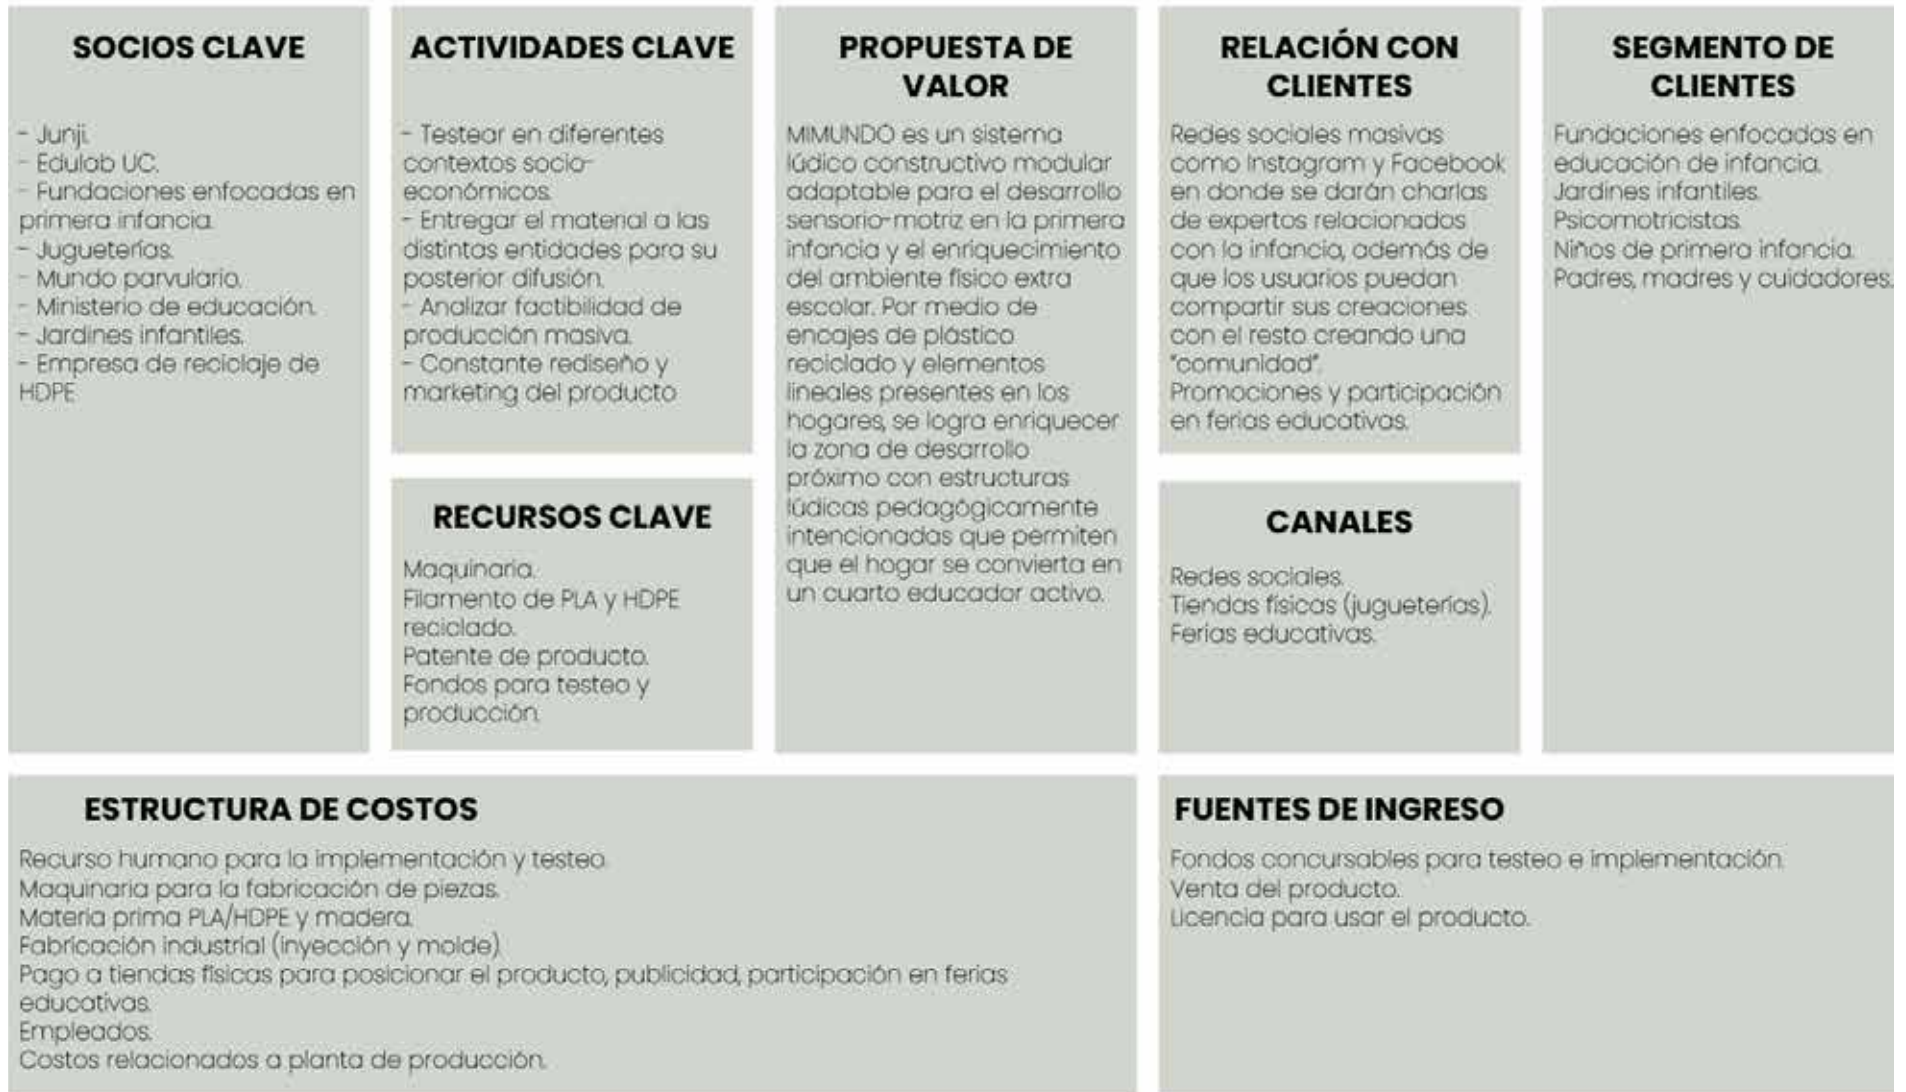 SOCIOS CLAVE
- Junji.
- Edulab UC.
- Fundaciones enfocadas en
primera infancia.
- Jugueterías.
- Mundo parvulario.
- Ministerio de educación.
- Jardines infantiles.
- Empresa de reciclaje de
HDPE
ACTIVIDADES CLAVE
- Testear en diferentes
contextos socio-
económicos.
- Entregar el material a las
distintas entidades para su
posterior difusión.
- Analizar factibilidad de
producción masiva.
- Constante rediseño y
marketing del producto
RECURSOS CLAVE
Maquinaria.
Filamento de PLA y HDPE
reciclado.
Patente de producto.
Fondos para testeo y
producción.
PROPUESTA DE
VALOR
MIMUNDO es un sistema
lúdico constructivo modular
adaptable para el desarrollo
sensorio-motriz en la primera
infancia y el enriquecimiento
del ambiente físico extra
escolar. Por medio de
encajes de plástico
reciclado y elementos
lineales presentes en los
hogares, se logra enriquecer
la zona de desarrollo
próximo con estructuras
lúdicas pedagógicamente
intencionadas que permiten
que el hogar se convierta en
un cuarto educador activo.
RELACIÓN CON
CLIENTES
Redes sociales masivas
como Instagram y Facebook
en donde se darán charlas
de expertos relacionados
con la infancia, además de
que los usuarios puedan
compartir sus creaciones
con el resto creando una
"comunidad".
Promociones y participación
en ferias educativas.
CANALES
Redes sociales.
Tiendas físicas (jugueterías).
Ferias educativas.
SEGMENTO DE
CLIENTES
Fundaciones enfocadas en
educación de infancia.
Jardines infantiles.
Psicomotricistas.
Niños de primera infancia.
Padres, madres y cuidadores.
ESTRUCTURA DE COSTOS
Recurso humano para la implementación y testeo.
Maquinaria para la fabricación de piezas.
Materia prima PLA/HDPE y madera.
Fabricación industrial (inyección y molde)
Pago a tiendas físicas para posicionar el producto, publicidad, participación en ferias
educativas.
Empleados.
Costos relacionados a planta de producción.
FUENTES DE INGRESO
Fondos concursables para testeo e implementación.
Venta del producto.
Licencia para usar el producto.